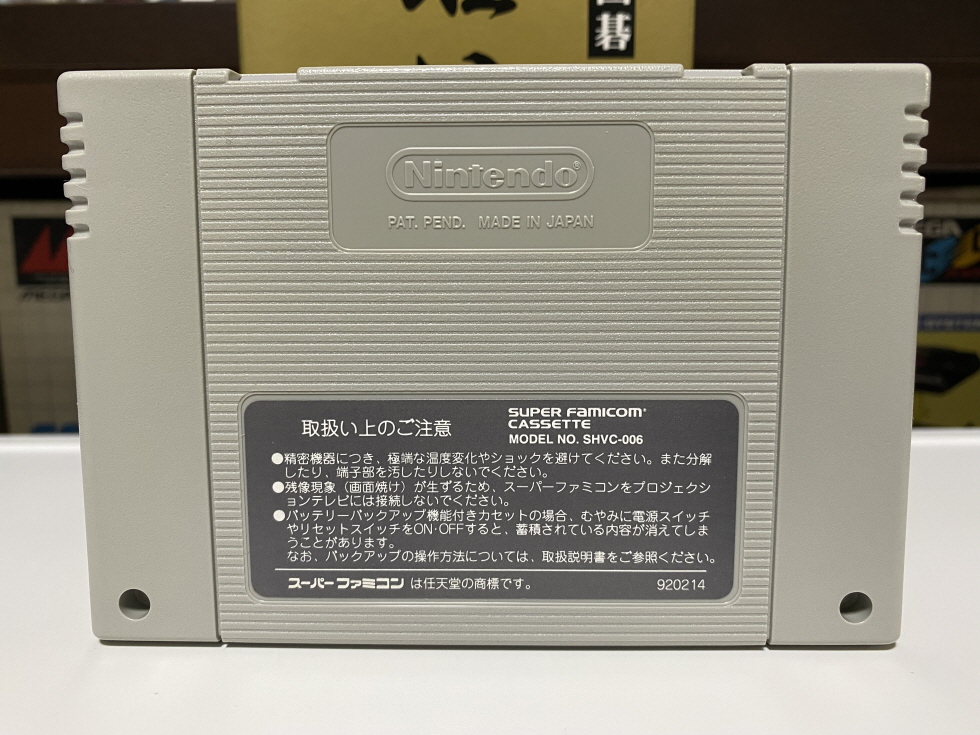 碁
Nintendo®
PAT. PEND. MADE IN JAPAN
取扱い上のご注意
SUPER FAMICOM®
CASSETTE
MODEL NO. SHVC-006
●精密機器につき、極端な温度変化やショックを避けてください。また分解
したり、端子部を汚したりしないでください。
●残像現象（画面焼け）が生ずるため、スーパーファミコンをプロジェクシ
ョンテレビには接続しないでください。
●バッテリーバックアップ機能付きカセットの場合、むやみに電源スイッチ
やリセットスイッチをON·OFFすると、蓄積されている内容が消えてしま
うことがあります。
なお、バックアップの操作方法については、取扱説明書をご参照ください。
スーパーファミコン は任天堂の商標です。
920214